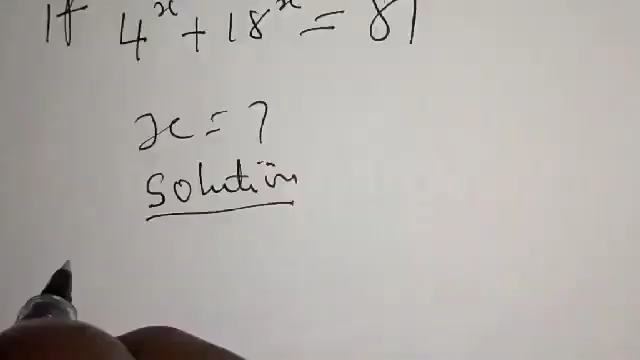 If 4^x + 18^x = 81
x = ?
Solution